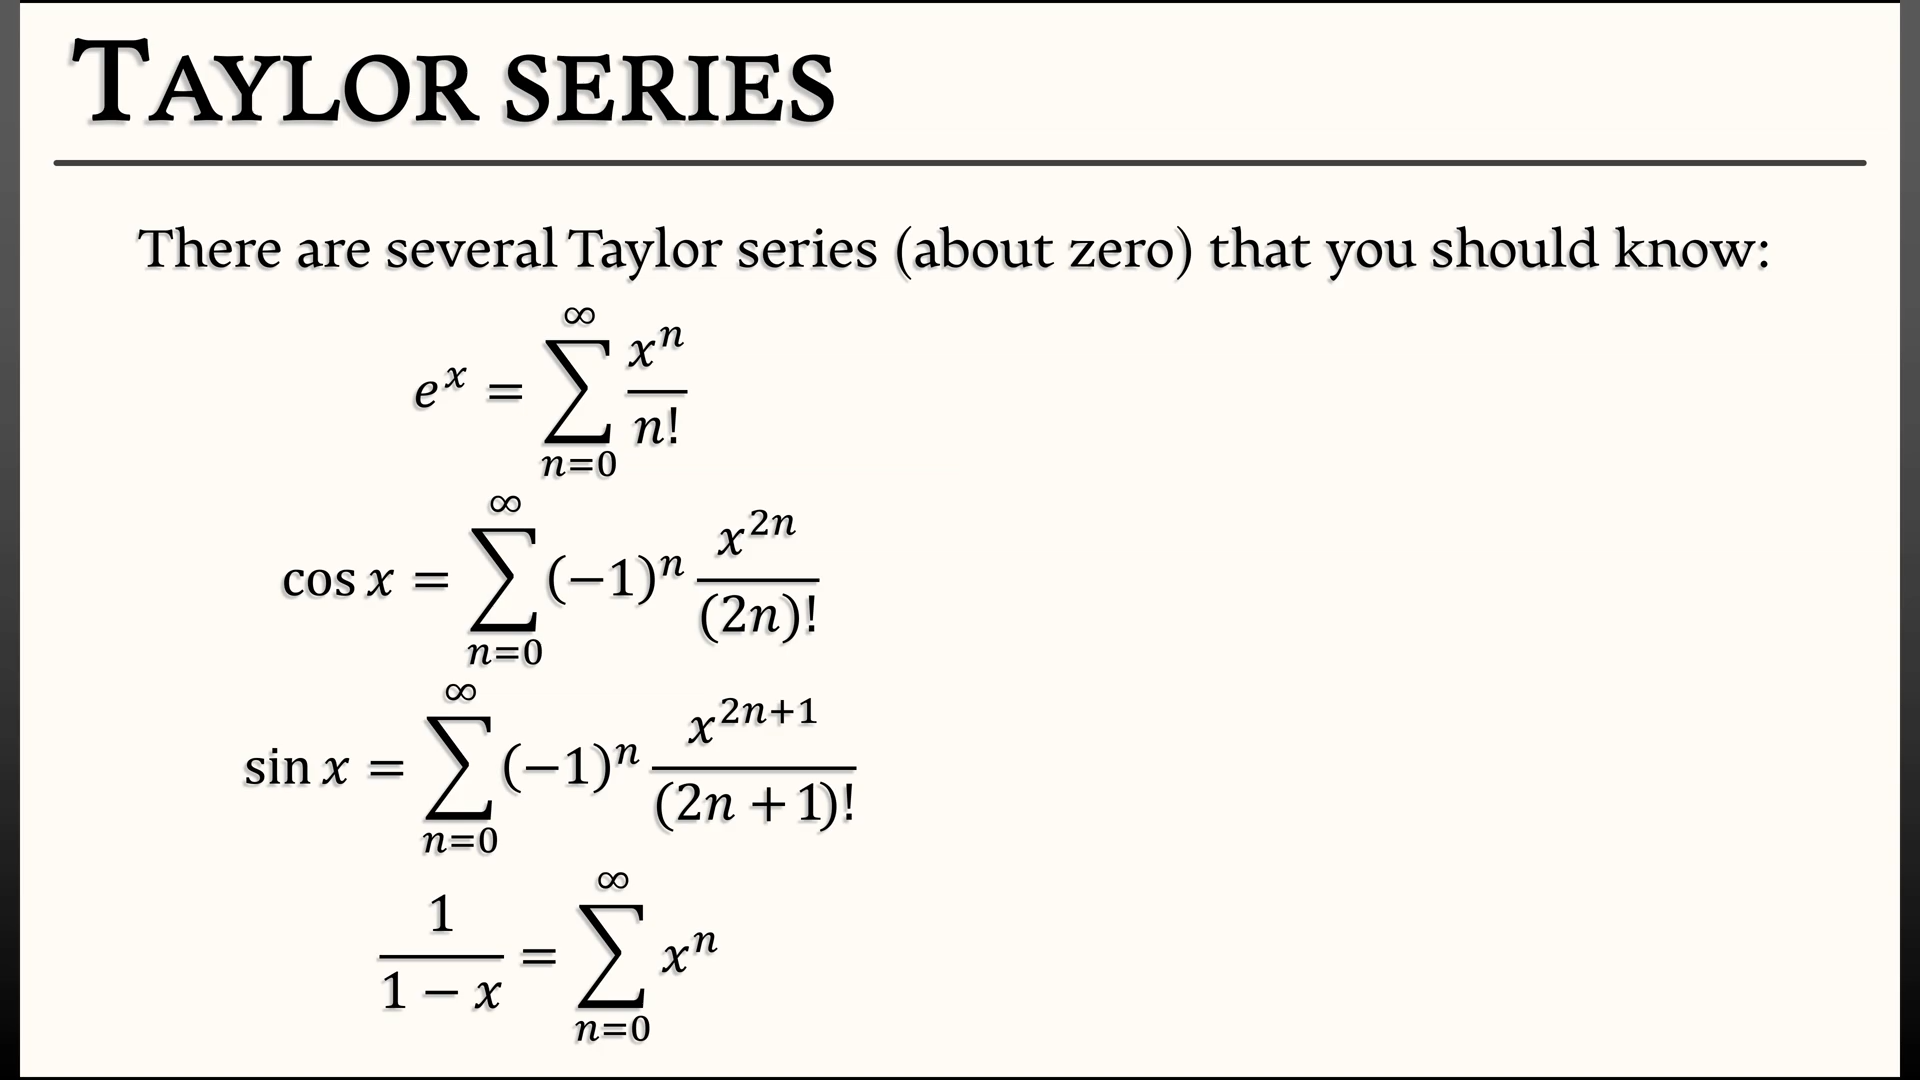 TAYLOR SERIES
There are several Taylor series (about zero) that you should know:
e^x = ∑_{n=0}^{∞} x^n / n!
cos x = ∑_{n=0}^{∞} (−1)^n x^{2n} / (2n)!
sin x = ∑_{n=0}^{∞} (−1)^n x^{2n+1} / (2n + 1)!
1 / (1 − x) = ∑_{n=0}^{∞} x^n